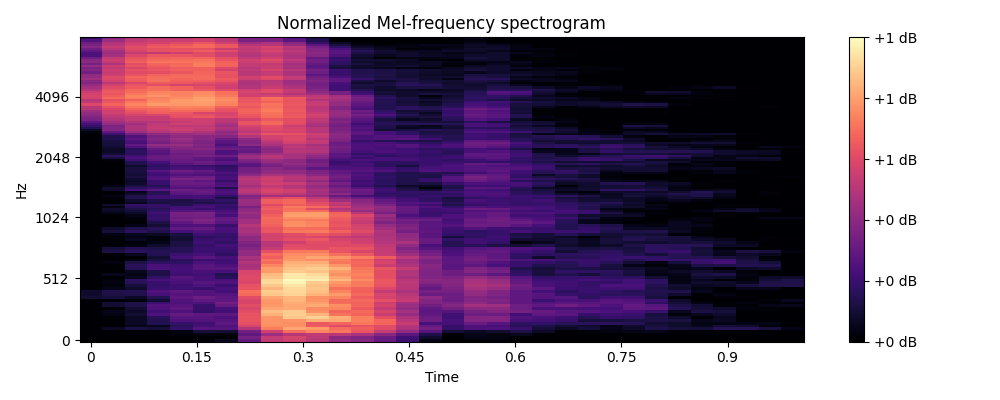 Normalized Mel-frequency spectrogram
Hz
4096
2048
1024
512
0
0 0.15 0.3 0.45 0.6 0.75 0.9
Time
+1 dB
+1 dB
+1 dB
+0 dB
+0 dB
+0 dB